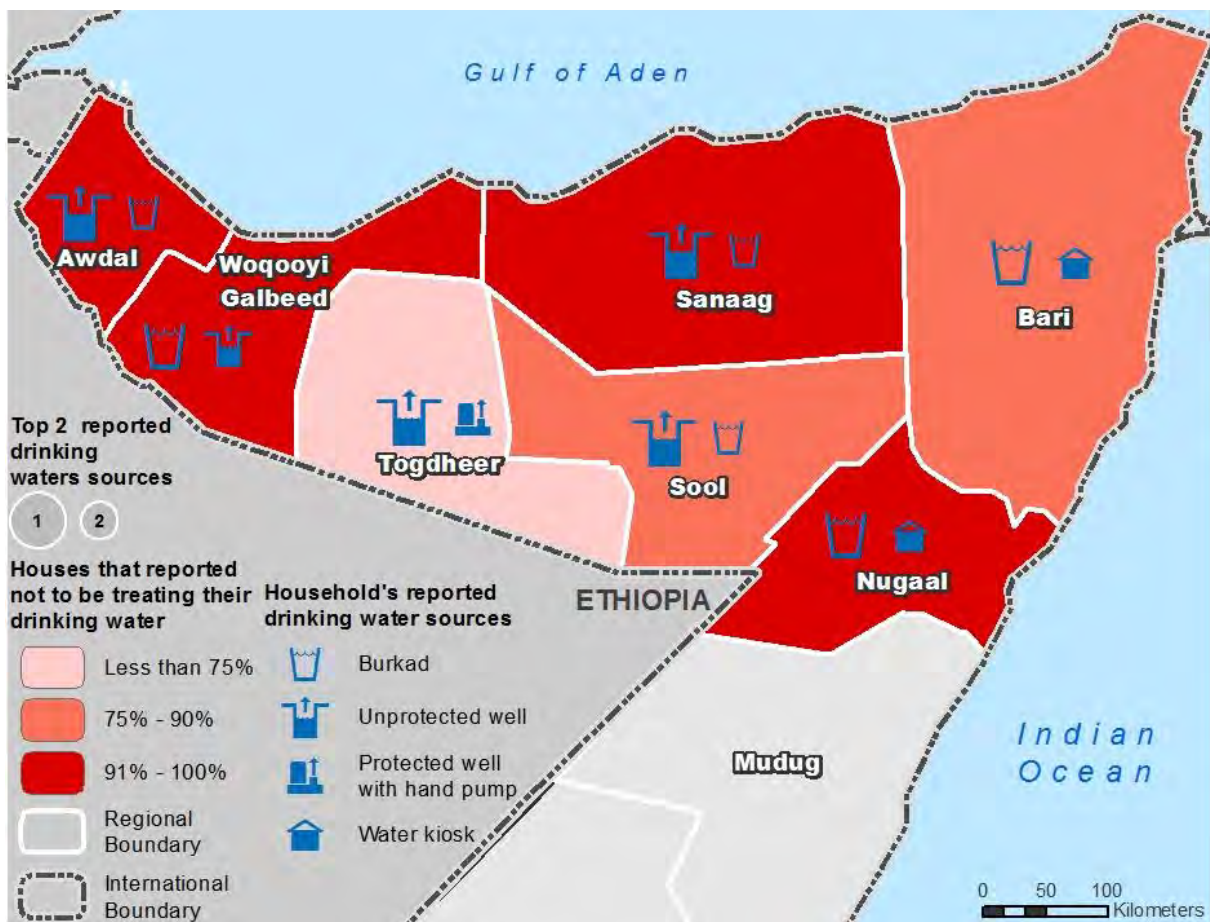 Gulf of Aden
Awdal
Woqooyi
Galbeed
Sanaag
Bari
Togdheer
Sool
Nugaal
ETHIOPIA
Mudug
Indian
Ocean
Top 2 reported
drinking
waters sources
1 2
Houses that reported
not to be treating their
drinking water
Less than 75%
75% - 90%
91% - 100%
Regional
Boundary
International
Boundary
Household's reported
drinking water sources
Burkad
Unprotected well
Protected well
with hand pump
Water kiosk
0 50 100
Kilometers